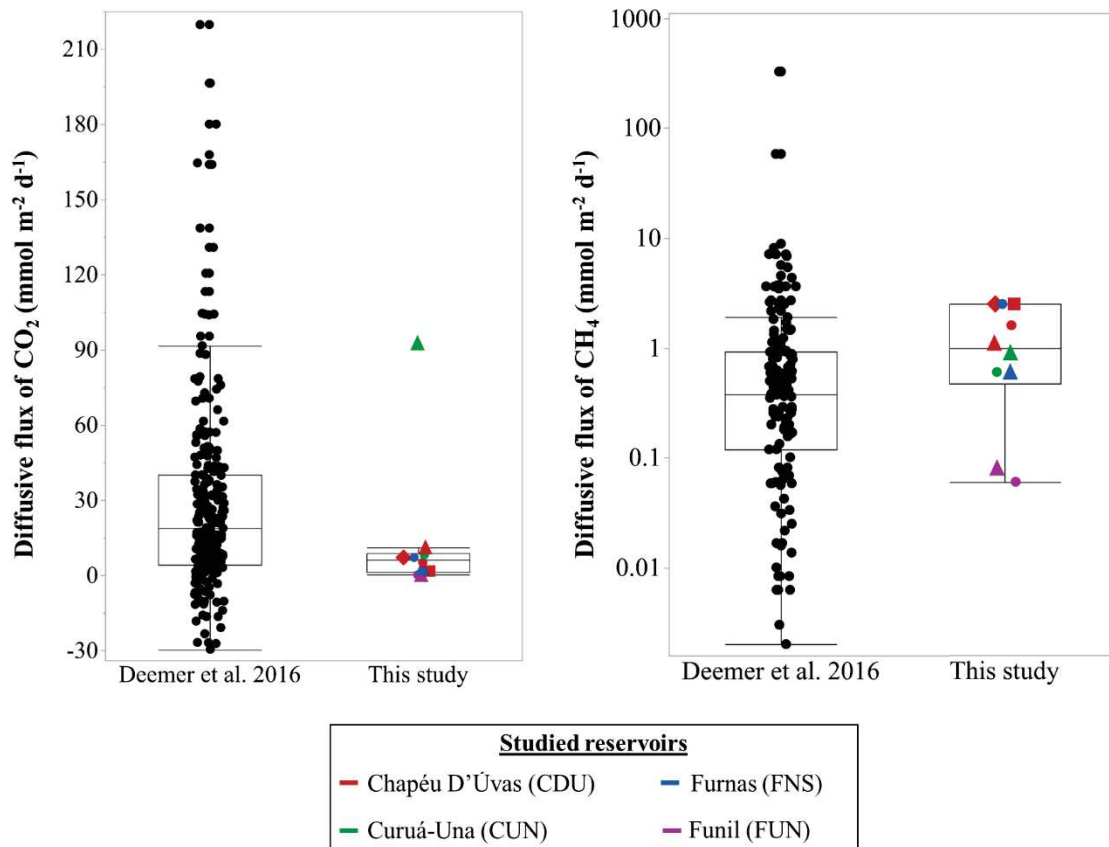 Diffusive flux of CO₂ (mmol m⁻² d⁻¹)
210
180
150
120
90
60
30
0
-30
Deemer et al. 2016
This study
Diffusive flux of CH₄ (mmol m⁻² d⁻¹)
1000
100
10
1
0.1
0.01
Deemer et al. 2016
This study
Studied reservoirs
Chapéu D’Úvas (CDU)
Furnas (FNS)
Curuá-Una (CUN)
Funil (FUN)